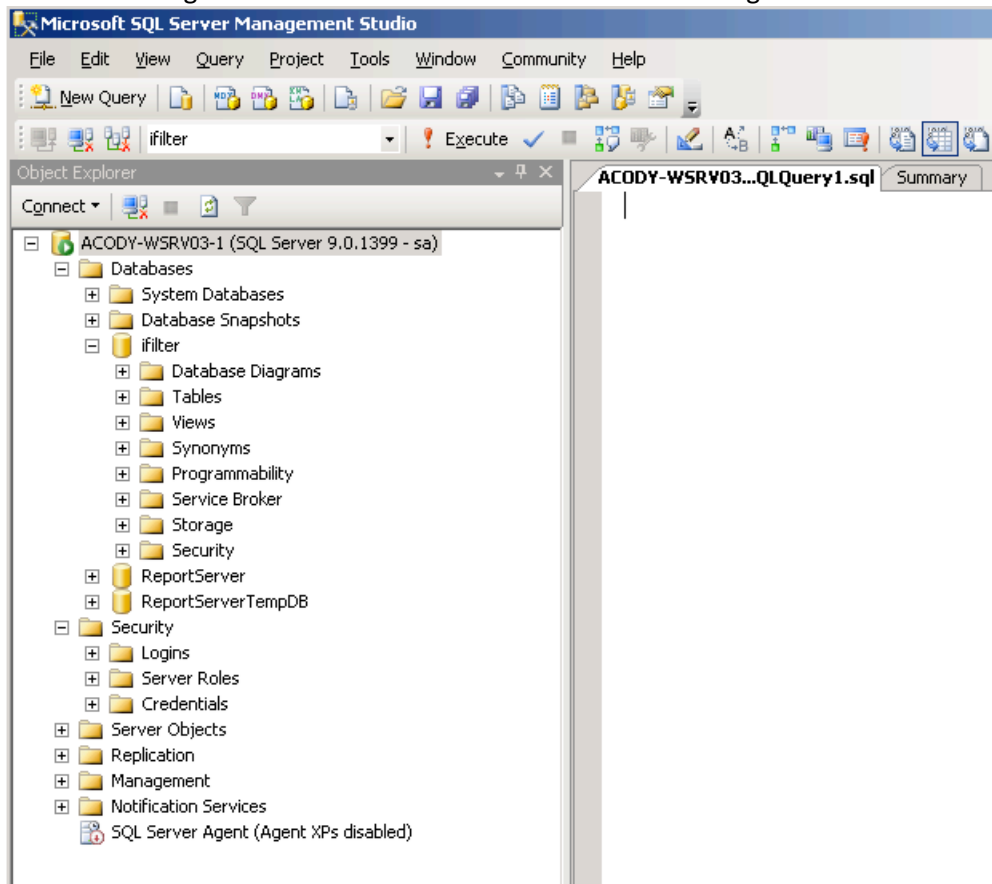 Microsoft SQL Server Management Studio
File Edit View Query Project Tools Window Community Help
New Query
ifilter Execute
Object Explorer
ACODY-WSRV03...QLQuery1.sql Summary
Connect
ACODY-WSRV03-1 (SQL Server 9.0.1399 - sa)
Databases
System Databases
Database Snapshots
ifilter
Database Diagrams
Tables
Views
Synonyms
Programmability
Service Broker
Storage
Security
ReportServer
ReportServerTempDB
Security
Logins
Server Roles
Credentials
Server Objects
Replication
Management
Notification Services
SQL Server Agent (Agent XPs disabled)